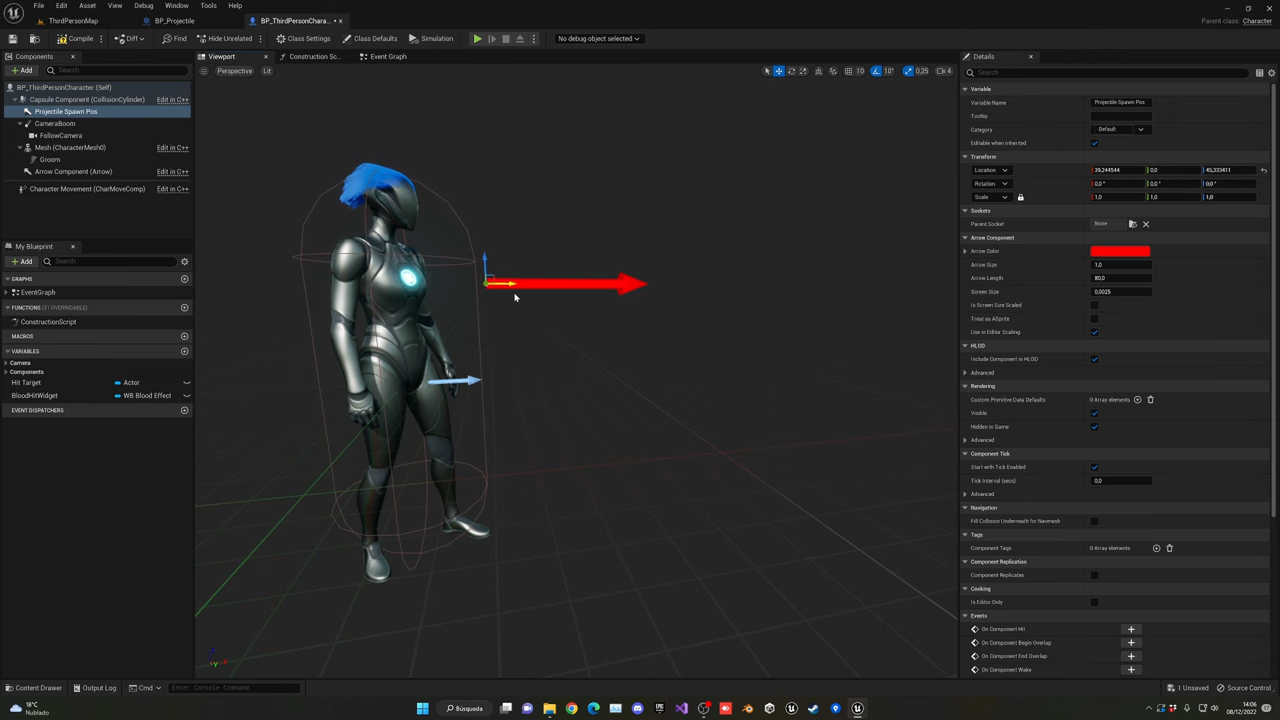 File Edit Asset View Debug Window Tools Help
ThirdPersonMap BP_Projectile BP_ThirdPersonChara... Parent class: Character
Compile Diff Find Hide Unrelated Class Settings Class Defaults Simulation No debug object selected
Components Viewport Construction Sc... Event Graph Details
Add Search Perspective Lit 10 10° 0,25 4 Search
BP_ThirdPersonCharacter (Self)
Capsule Component (CollisionCylinder) Edit in C++
Projectile Spawn Pos
CameraBoom
FollowCamera
Mesh (CharacterMesh0) Edit in C++
Groom
Arrow Component (Arrow) Edit in C++
Character Movement (CharMoveComp) Edit in C++
My Blueprint
Add Search
GRAPHS
EventGraph
FUNCTIONS (31 OVERRIDABLE)
ConstructionScript
MACROS
VARIABLES
Camera
Components
Hit Target Actor
BloodHitWidget WB Blood Effect
EVENT DISPATCHERS
Variable
Variable Name Projectile Spawn Pos
Tooltip
Category Default
Editable when Inherited
Transform
Location 39,244544 0,0 45,333411
Rotation 0,0° 0,0° 0,0°
Scale 1,0 1,0 1,0
Sockets
Parent Socket None
Arrow Component
Arrow Color
Arrow Size 1,0
Arrow Length 80,0
Screen Size 0,0025
Is Screen Size Scaled
Treat as ASprite
Use in Editor Scaling
HLOD
Include Component in HLOD
Advanced
Rendering
Custom Primitive Data Defaults 0 Array elements
Visible
Hidden in Game
Advanced
Component Tick
Start with Tick Enabled
Tick Interval (secs) 0,0
Advanced
Navigation
Fill Collision Underneath for Navmesh
Tags
Component Tags 0 Array elements
Component Replication
Component Replicates
Cooking
Is Editor Only
Events
On Component Hit
On Component Begin Overlap
On Component End Overlap
On Component Wake
Z
X
Y
Content Drawer Output Log Cmd Enter Console Command 1 Unsaved Source Control
18°C
Nublado
Búsqueda
14:06
08/12/2022